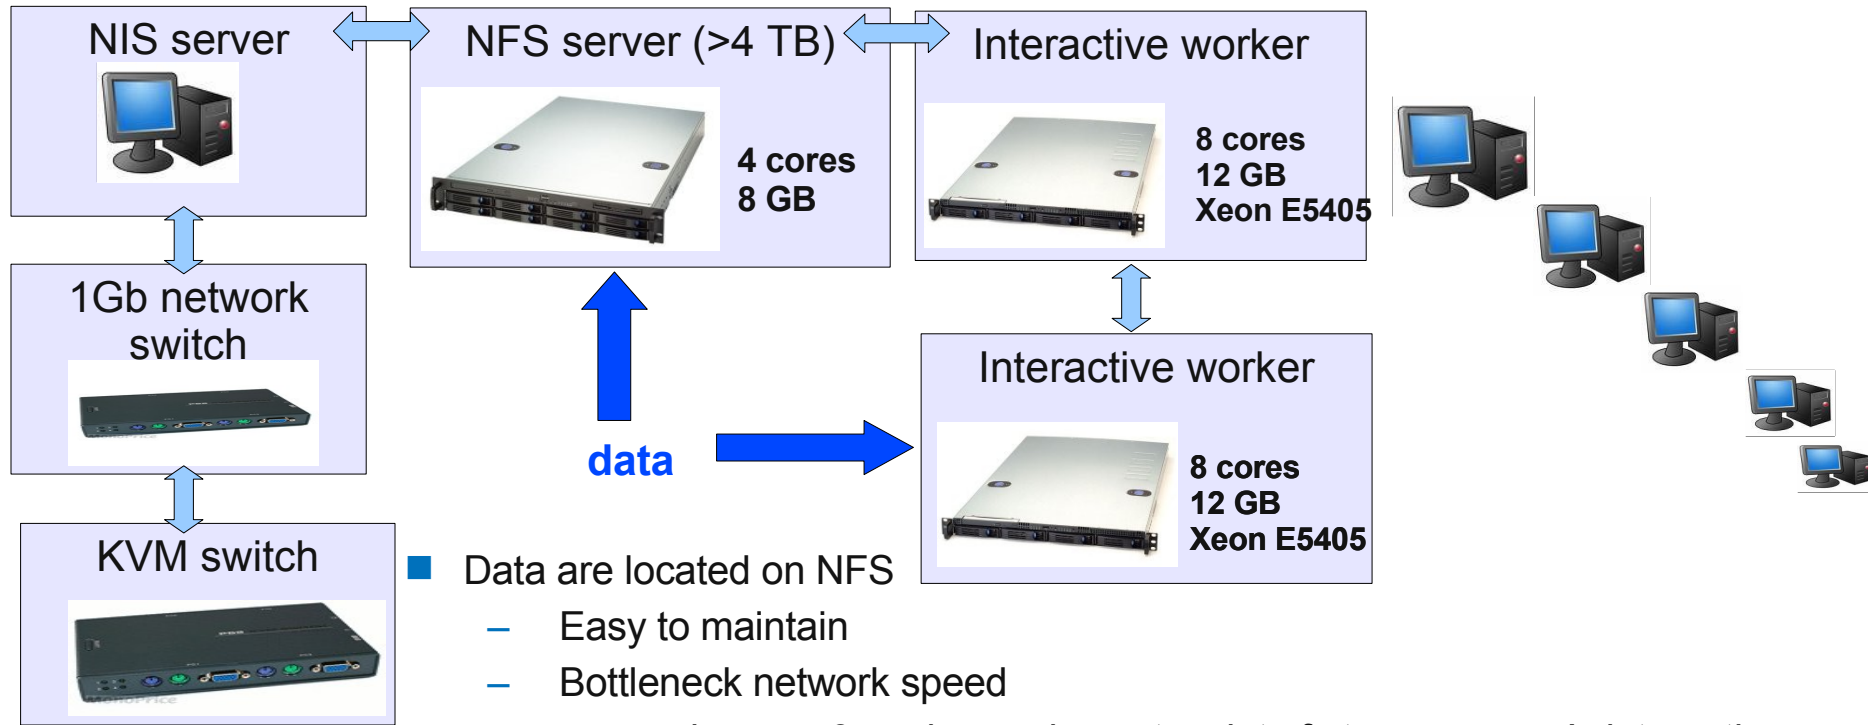 NIS server
NFS server (>4 TB)
4 cores
8 GB
Interactive worker
8 cores
12 GB
Xeon E5405
1Gb network
switch
data
Interactive worker
8 cores
12 GB
Xeon E5405
KVM switch
MonoPrice
Data are located on NFS
– Easy to maintain
– Bottleneck network speed